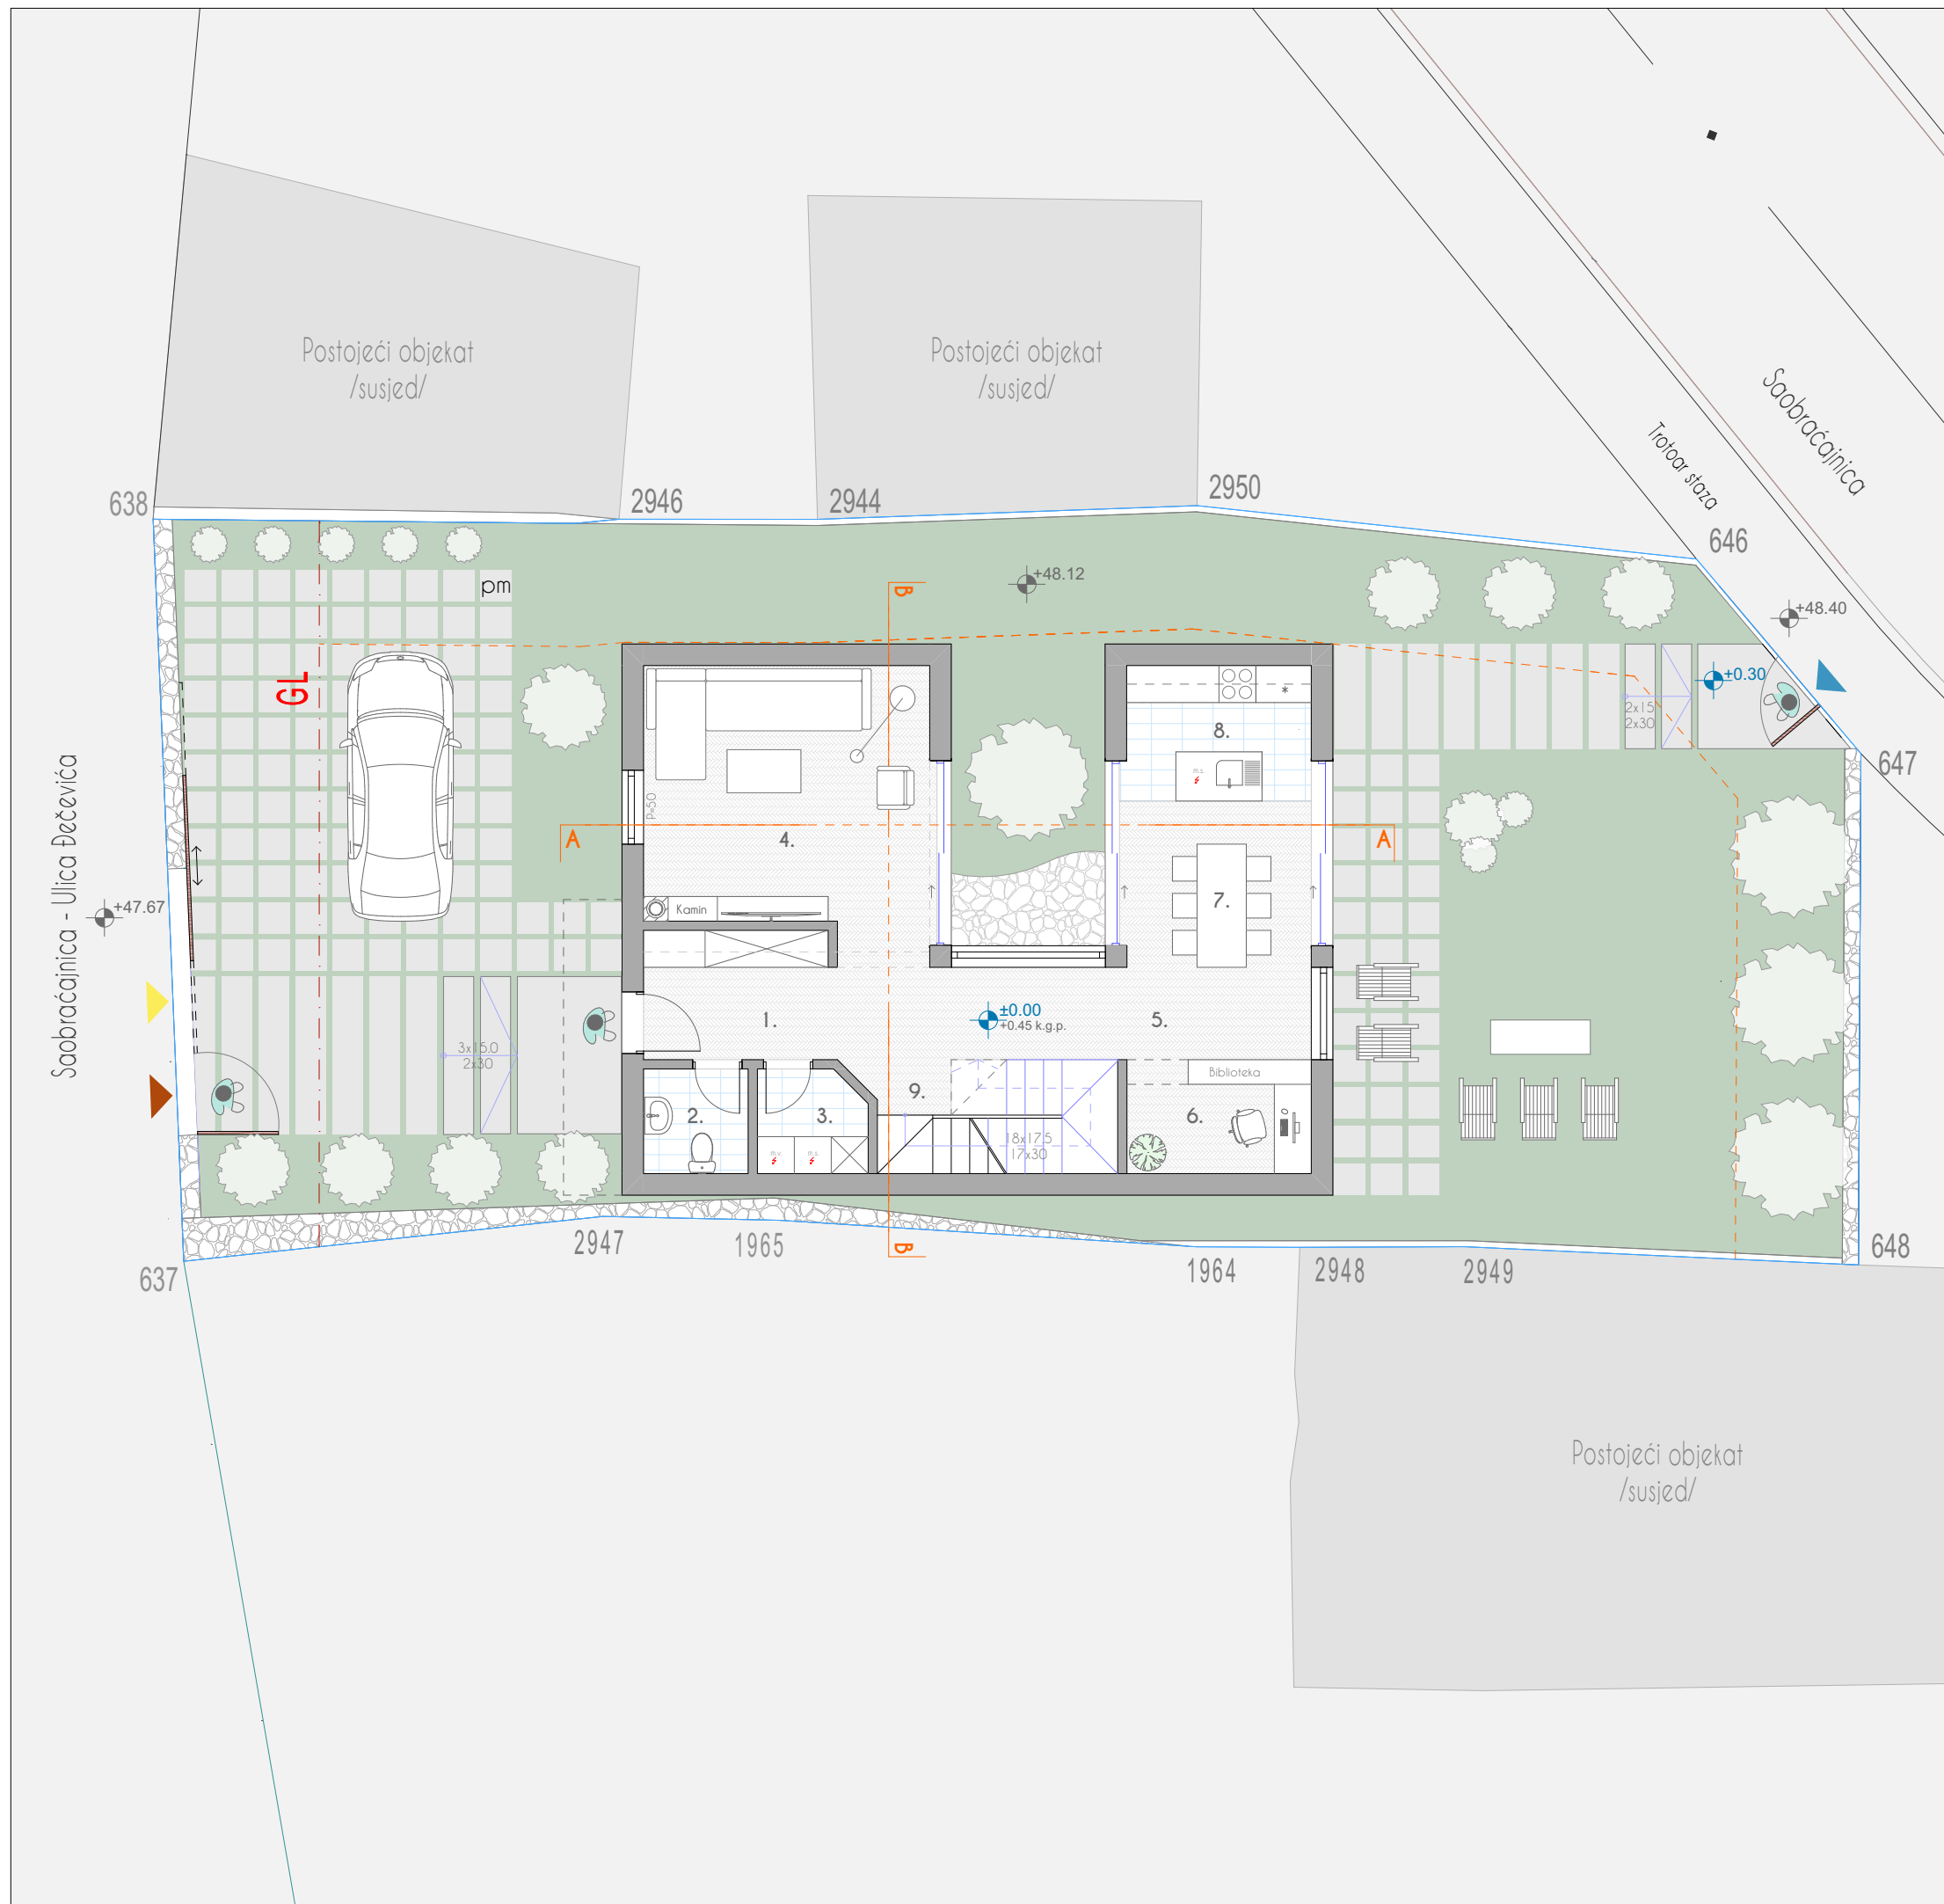 Postojeći objekat
/susjed/
Postojeći objekat
/susjed/
Saobraćajnica
Trotoar staza
638
2946
2944
2950
646
647
+48.12
+48.40
±0.30
2x15
2x30
pm
GL
B
A
A
P=50
4.
Kamin
8.
*
m.s.
7.
Saobraćajnica - Ulica Đečevića
+47.67
3x15.0
2x30
1.
±0.00
+0.45 k.g.p.
5.
Biblioteka
9.
2.
3.
m.v.
m.s.
18x17.5
17x30
6.
B
637
2947
1965
1964
2948
2949
648
Postojeći objekat
/susjed/